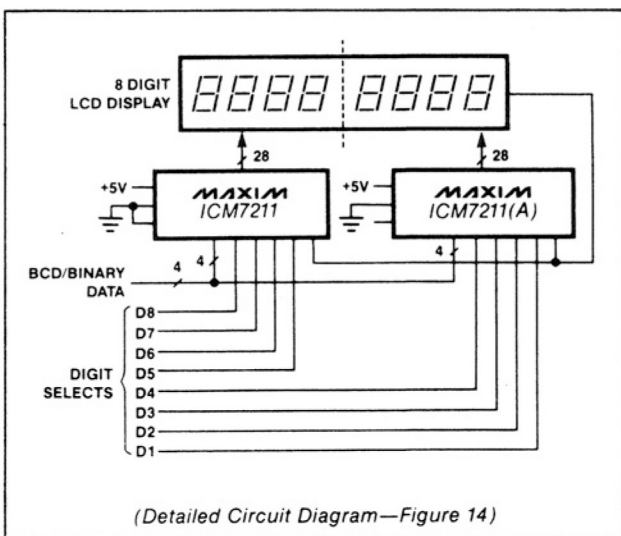 8 DIGIT
LCD DISPLAY
28
28
+5V
MAXIM
ICM7211
+5V
MAXIM
ICM7211(A)
4
4
BCD/BINARY
DATA
4
DIGIT
SELECTS
D8
D7
D6
D5
D4
D3
D2
D1
(Detailed Circuit Diagram—Figure 14)